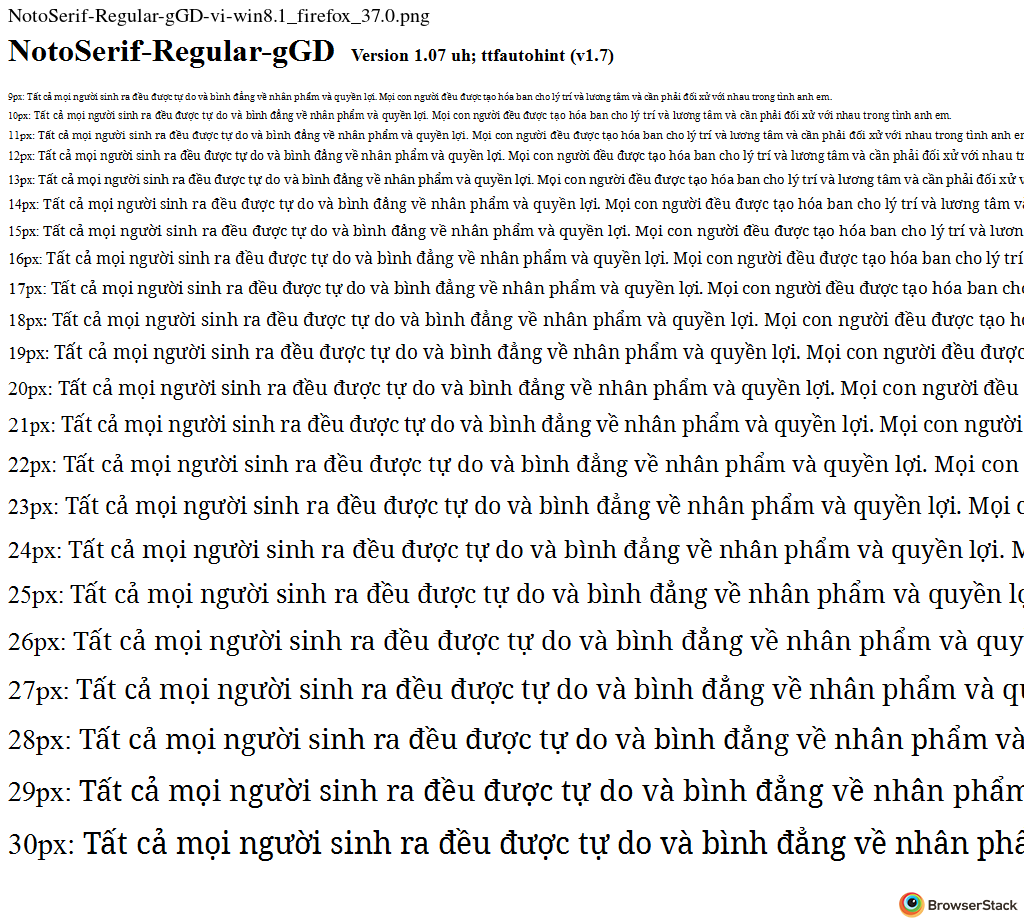 NotoSerif-Regular-gGD-vi-win8.1_firefox_37.0.png
NotoSerif-Regular-gGD Version 1.07 uh; ttfautohint (v1.7)
9px: Tất cả mọi người sinh ra đều được tự do và bình đẳng về nhân phẩm và quyền lợi. Mọi con người đều được tạo hóa ban cho lý trí và lương tâm và cần phải đối xử với nhau trong tình anh em.
10px: Tất cả mọi người sinh ra đều được tự do và bình đẳng về nhân phẩm và quyền lợi. Mọi con người đều được tạo hóa ban cho lý trí và lương tâm và cần phải đối xử với nhau trong tình anh em.
11px: Tất cả mọi người sinh ra đều được tự do và bình đẳng về nhân phẩm và quyền lợi. Mọi con người đều được tạo hóa ban cho lý trí và lương tâm và cần phải đối xử với nhau trong tình anh
12px: Tất cả mọi người sinh ra đều được tự do và bình đẳng về nhân phẩm và quyền lợi. Mọi con người đều được tạo hóa ban cho lý trí và lương tâm và cần phải đối xử với nhau
13px: Tất cả mọi người sinh ra đều được tự do và bình đẳng về nhân phẩm và quyền lợi. Mọi con người đều được tạo hóa ban cho lý trí và lương tâm và cần phải đối xử
14px: Tất cả mọi người sinh ra đều được tự do và bình đẳng về nhân phẩm và quyền lợi. Mọi con người đều được tạo hóa ban cho lý trí và lương tâm
15px: Tất cả mọi người sinh ra đều được tự do và bình đẳng về nhân phẩm và quyền lợi. Mọi con người đều được tạo hóa ban cho lý trí và lươn
16px: Tất cả mọi người sinh ra đều được tự do và bình đẳng về nhân phẩm và quyền lợi. Mọi con người đều được tạo hóa ban cho lý trí
17px: Tất cả mọi người sinh ra đều được tự do và bình đẳng về nhân phẩm và quyền lợi. Mọi con người đều được tạo hóa ban
18px: Tất cả mọi người sinh ra đều được tự do và bình đẳng về nhân phẩm và quyền lợi. Mọi con người đều được tạo
19px: Tất cả mọi người sinh ra đều được tự do và bình đẳng về nhân phẩm và quyền lợi. Mọi con người đều được
20px: Tất cả mọi người sinh ra đều được tự do và bình đẳng về nhân phẩm và quyền lợi. Mọi con người đều
21px: Tất cả mọi người sinh ra đều được tự do và bình đẳng về nhân phẩm và quyền lợi. Mọi con người
22px: Tất cả mọi người sinh ra đều được tự do và bình đẳng về nhân phẩm và quyền lợi. Mọi con
23px: Tất cả mọi người sinh ra đều được tự do và bình đẳng về nhân phẩm và quyền lợi. Mọi
24px: Tất cả mọi người sinh ra đều được tự do và bình đẳng về nhân phẩm và quyền lợi.
25px: Tất cả mọi người sinh ra đều được tự do và bình đẳng về nhân phẩm và quyền
26px: Tất cả mọi người sinh ra đều được tự do và bình đẳng về nhân phẩm và quy
27px: Tất cả mọi người sinh ra đều được tự do và bình đẳng về nhân phẩm và
28px: Tất cả mọi người sinh ra đều được tự do và bình đẳng về nhân phẩm và
29px: Tất cả mọi người sinh ra đều được tự do và bình đẳng về nhân phẩm
30px: Tất cả mọi người sinh ra đều được tự do và bình đẳng về nhân
BrowserStack